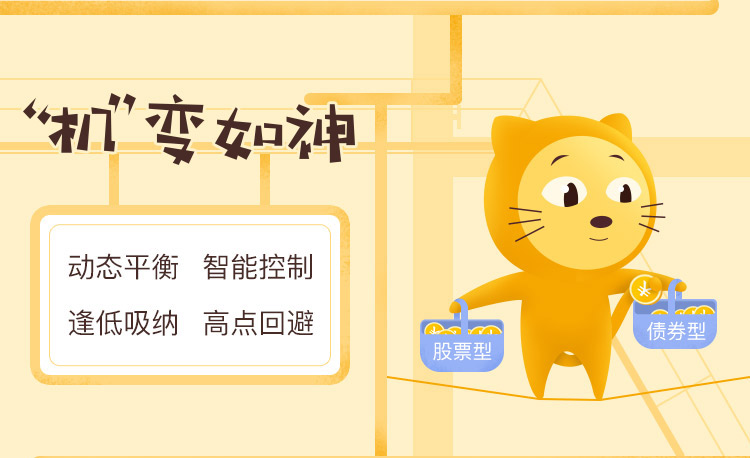 “机”变如神
动态平衡 智能控制
逢低吸纳 高点回避
股票型
债券型